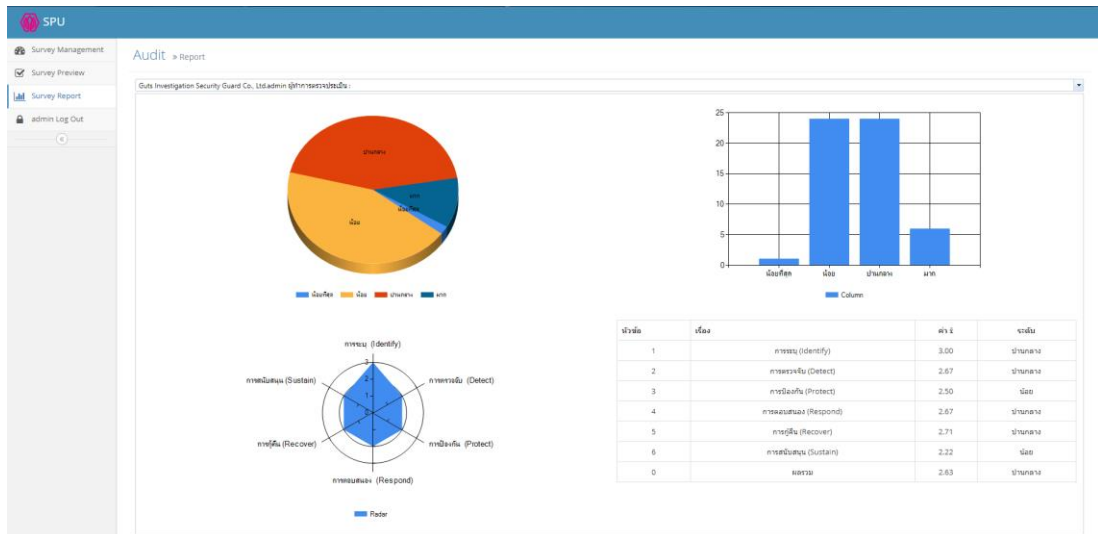 SPU
Survey Management
Survey Preview
Survey Report
admin Log Out
Audit » Report
Guts Investigation Security Guard Co., Ltd.admin ผู้ทำการตรวจประเมิน :
ปานกลาง
มาก
น้อยที่สุด
น้อย
น้อยที่สุด น้อย ปานกลาง มาก
25
20
15
10
5
0
น้อยที่สุด น้อย ปานกลาง มาก
Column
การระบุ (Identify)
การตรวจจับ (Detect)
การป้องกัน (Protect)
การตอบสนอง (Respond)
การกู้คืน (Recover)
การสนับสนุน (Sustain)
3
2
1
0
Radar
หัวข้อ เรื่อง ค่า x̄ ระดับ
1 การระบุ (Identify) 3.00 ปานกลาง
2 การตรวจจับ (Detect) 2.67 ปานกลาง
3 การป้องกัน (Protect) 2.50 น้อย
4 การตอบสนอง (Respond) 2.67 ปานกลาง
5 การกู้คืน (Recover) 2.71 ปานกลาง
6 การสนับสนุน (Sustain) 2.22 น้อย
0 ผลรวม 2.63 ปานกลาง